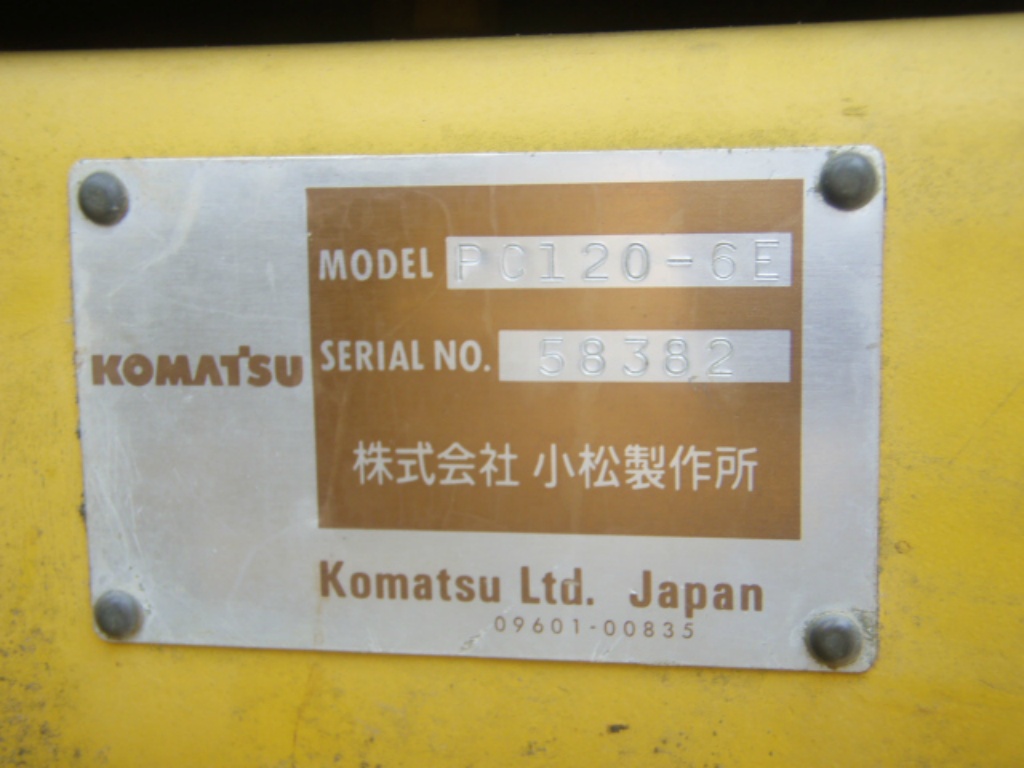 MODEL PC120-6E
KOMATSU
SERIAL NO. 58382
株式会社 小松製作所
Komatsu Ltd. Japan
09601-00835